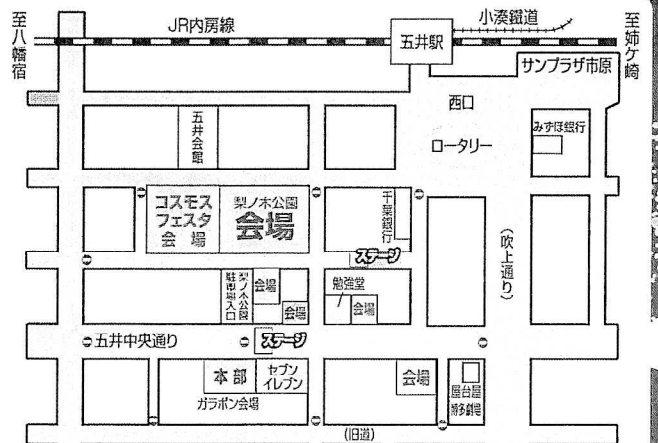 至八幡宿
JR内房線
五井駅
小湊鐵道
至姉ケ崎
サンプラザ市原
西口
ロータリー
みずほ銀行
五井会館
コスモス
フェスタ
会場
梨ノ木公園
会場
千葉銀行
ステージ
(吹上通り)
梨ノ木公園
駐車場入口
会場
会場
勉強堂
会場
五井中央通り
ステージ
本部
セブン
イレブン
ガラポン会場
会場
屋台屋
博多劇場
(旧道)